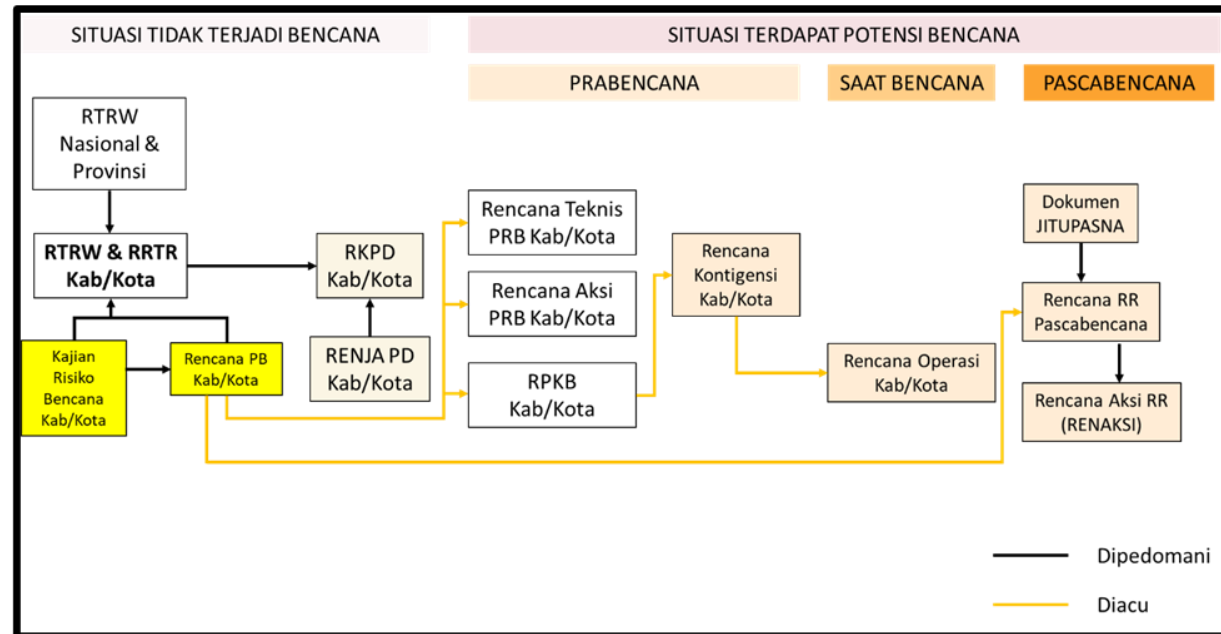 SITUASI TIDAK TERJADI BENCANA
SITUASI TERDAPAT POTENSI BENCANA
PRABENCANA
SAAT BENCANA
PASCABENCANA
RTRW
Nasional &
Provinsi
RTRW & RRTR
Kab/Kota
RKPD
Kab/Kota
Kajian
Risiko
Bencana
Kab/Kota
Rencana PB
Kab/Kota
RENJA PD
Kab/Kota
Rencana Teknis
PRB Kab/Kota
Rencana Aksi
PRB Kab/Kota
RPKB
Kab/Kota
Rencana
Kontigensi
Kab/Kota
Rencana Operasi
Kab/Kota
Dokumen
JITUPASNA
Rencana RR
Pascabencana
Rencana Aksi RR
(RENAKSI)
Dipedomani
Diacu